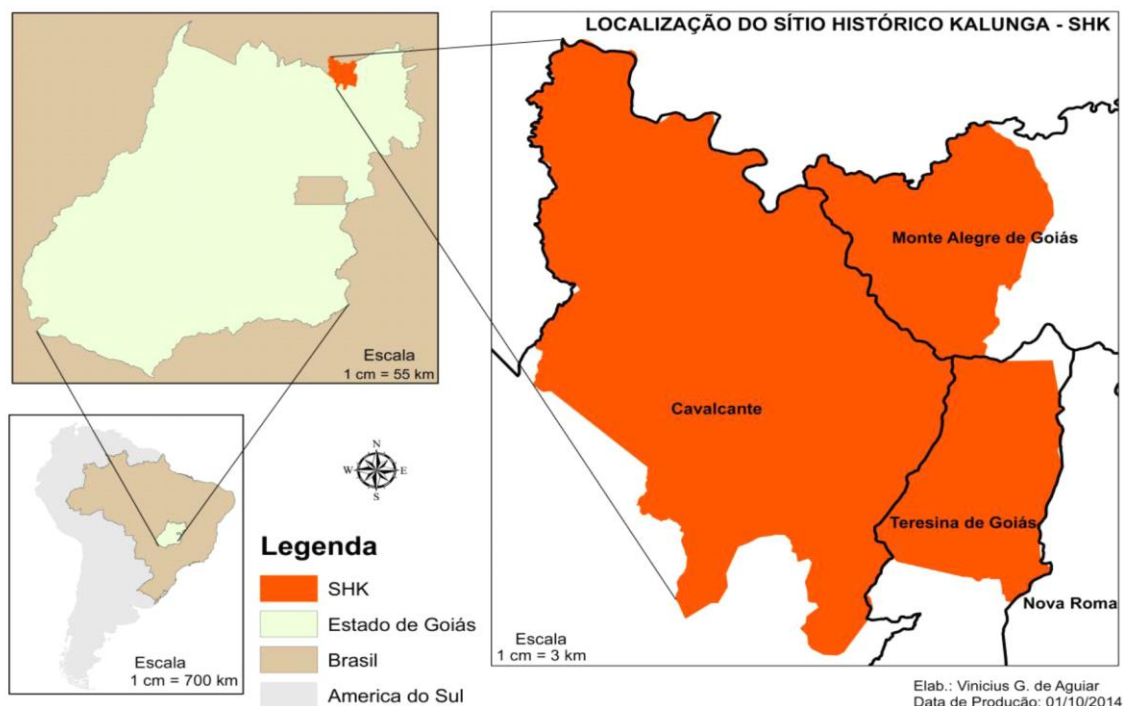 LOCALIZAÇÃO DO SÍTIO HISTÓRICO KALUNGA - SHK
Escala
1 cm = 55 km
Monte Alegre de Goiás
Cavalcante
Teresina de Goiás
Nova Roma
Escala
1 cm = 3 km
N
W
E
S
Escala
1 cm = 700 km
Legenda
SHK
Estado de Goiás
Brasil
America do Sul
Elab.: Vinicius G. de Aguiar
Data de Produção: 01/10/2014